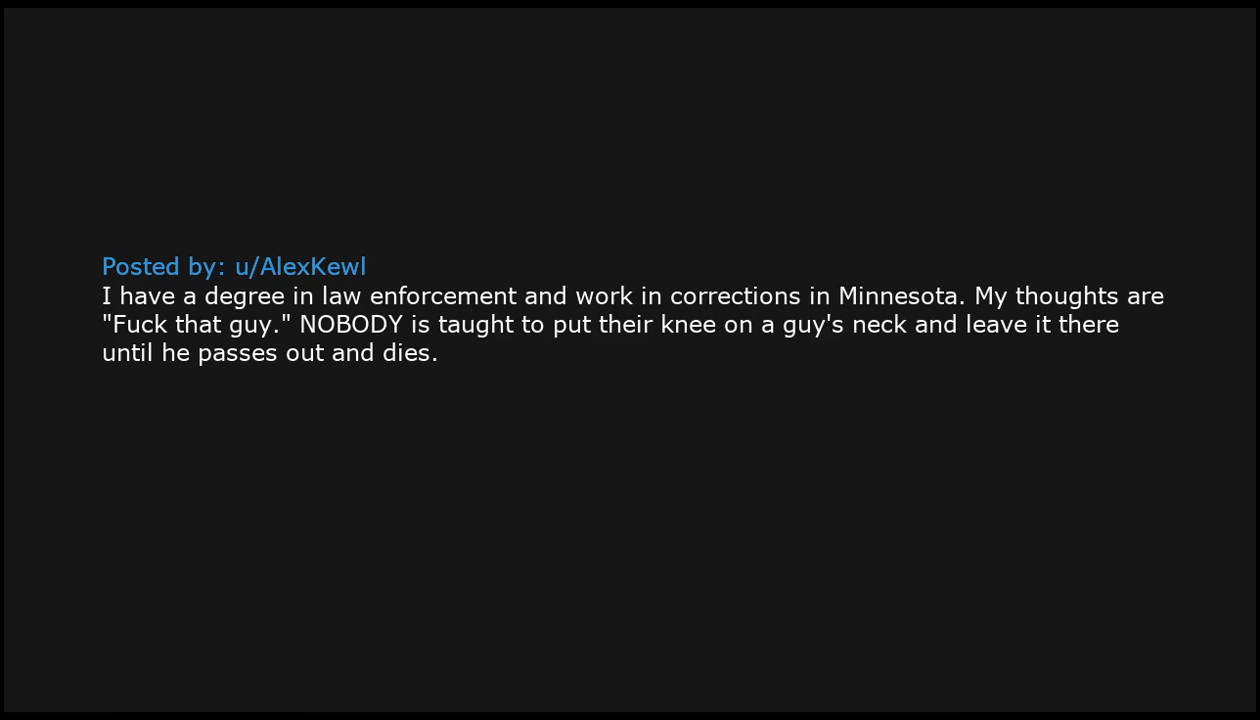 Posted by: u/AlexKewl
I have a degree in law enforcement and work in corrections in Minnesota. My thoughts are
"Fuck that guy." NOBODY is taught to put their knee on a guy's neck and leave it there
until he passes out and dies.